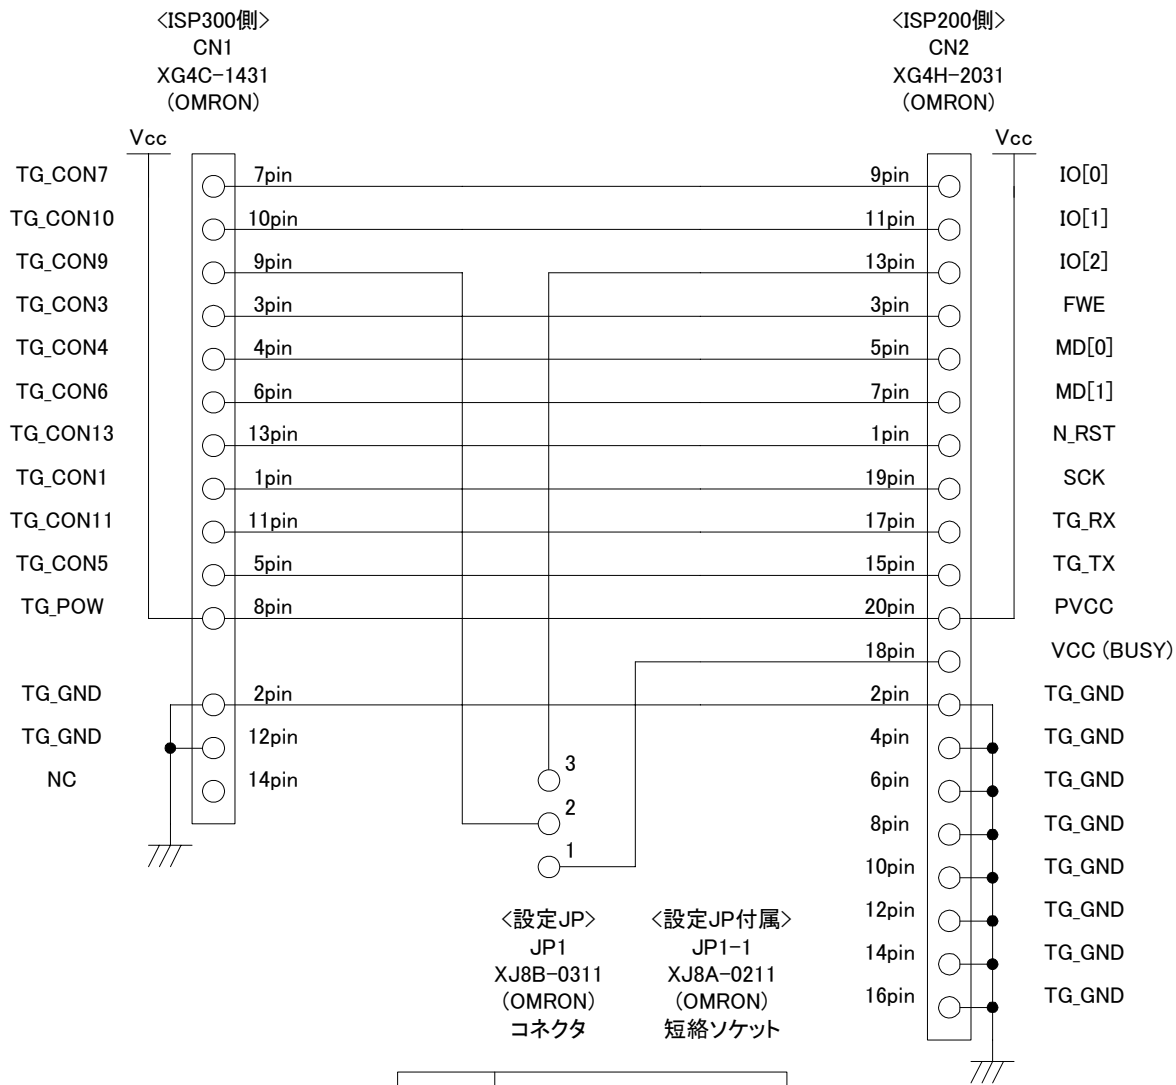 <ISP300側>
CN1
XG4C-1431
(OMRON)
<ISP200側>
CN2
XG4H-2031
(OMRON)
Vcc
Vcc
TG_CON7 7pin 9pin IO[0]
TG_CON10 10pin 11pin IO[1]
TG_CON9 9pin 13pin IO[2]
TG_CON3 3pin 3pin FWE
TG_CON4 4pin 5pin MD[0]
TG_CON6 6pin 7pin MD[1]
TG_CON13 13pin 1pin N_RST
TG_CON1 1pin 19pin SCK
TG_CON11 11pin 17pin TG_RX
TG_CON5 5pin 15pin TG_TX
TG_POW 8pin 20pin PVCC
18pin VCC (BUSY)
TG_GND 2pin 2pin TG_GND
TG_GND 12pin 4pin TG_GND
NC 14pin 3 6pin TG_GND
2 8pin TG_GND
1 10pin TG_GND
12pin TG_GND
14pin TG_GND
16pin TG_GND
<設定JP>
JP1
XJ8B-0311
(OMRON)
コネクタ
<設定JP付属>
JP1-1
XJ8A-0211
(OMRON)
短絡ソケット